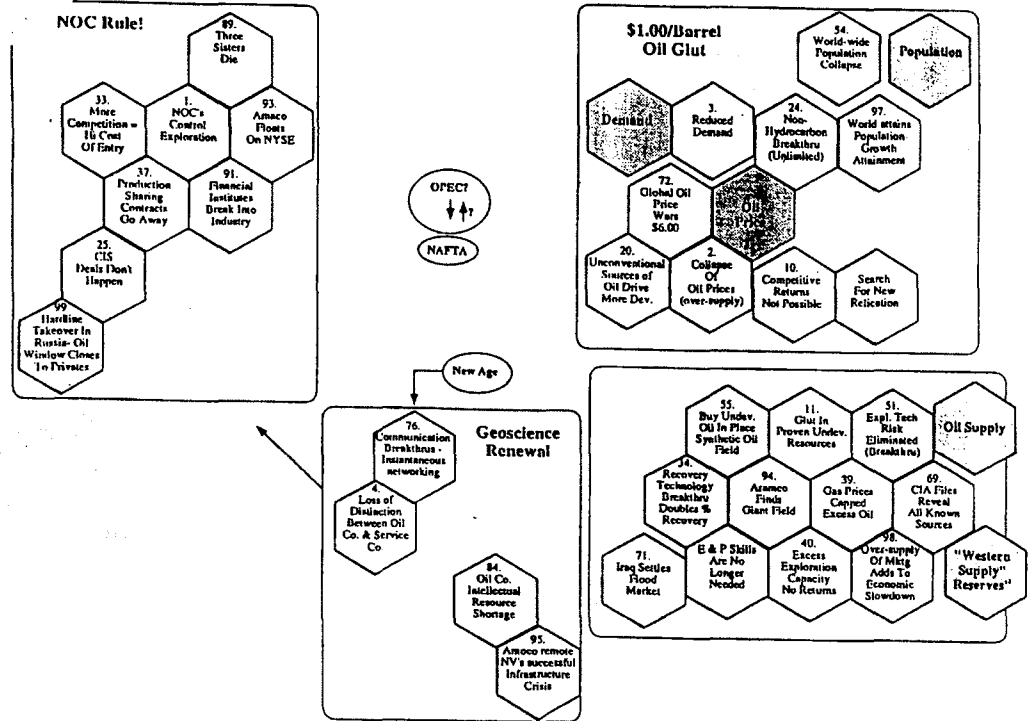 NOC Rule!
89.
Three
Sisters
Die
33.
More
Competition =
Cost
Of Entry
1.
NOC's
Control
Exploration
93.
Amaco
Floats
On NYSE
37.
Production
Sharing
Contracts
Go Away
91.
Financial
Institutes
Break Into
Industry
25.
CIS
Deals Don't
Happen
99
Hardline
Takeover In
Russia- Oil
Window Closes
To Privates
OPEC?
?
NAFTA
$1.00/Barrel
Oil Glut
54.
World-wide
Population
Collapse
Population
Demand
3.
Reduced
Demand
24.
Non-
Hydrocarbon
Breakthru
(Unlimited)
97.
World attains
Population
Growth
Attainment
72.
Global Oil
Price
Wars
$6.00
Oil
Price
20.
Unconventional
Sources of
Oil Drive
More Dev.
2.
Collapse
Of
Oil Prices
(over-supply)
10.
Competitive
Returns
Not Possible
Search
For New
Relication
New Age
Geoscience
Renewal
76.
Communication
Breakthrus -
Instantaneous
networking
4.
Loss of
Distinction
Between Oil
Co. & Service
Co
84.
Oil Co.
Intellectual
Resource
Shortage
95.
Amoco remote
NV's successful
Infrastructure
Crisis
55.
Buy Undev.
Oil In Place
Synthetic Oil
Field
11.
Glut In
Proven Undev.
Resources
51.
Expl. Tech
Risk
Eliminated
(Breakthru)
Oil Supply
34.
Recovery
Technology
Breakthru
Doubles %
Recovery
94.
Aramco
Finds
Giant Field
39.
Gas Prices
Capped
Excess Oil
69.
CIA Files
Reveal
All Known
Sources
71.
Iraq Settles
Flood
Market
E & P Skills
Are No
Longer
Needed
40.
Excess
Exploration
Capacity
No Returns
98.
Over-supply
Of Mktg
Adds To
Economic
Slowdown
"Western
Supply"
Reserves"